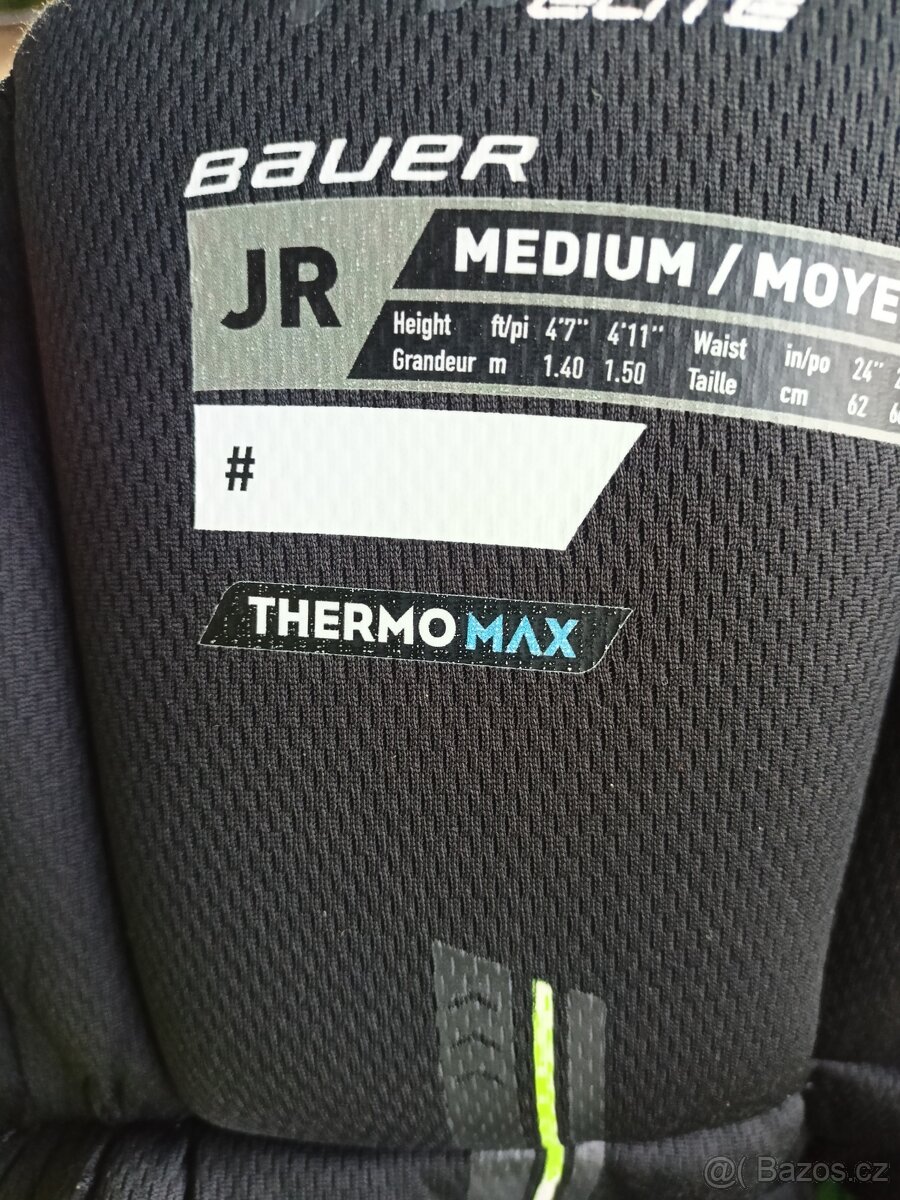 ELITE
BAUER
JR
MEDIUM / MOYE
Height ft/pi 4'7" 4'11" Waist in/po 24"
Grandeur m 1.40 1.50 Taille cm 62
#
THERMO MAX
@( Bazos.cz